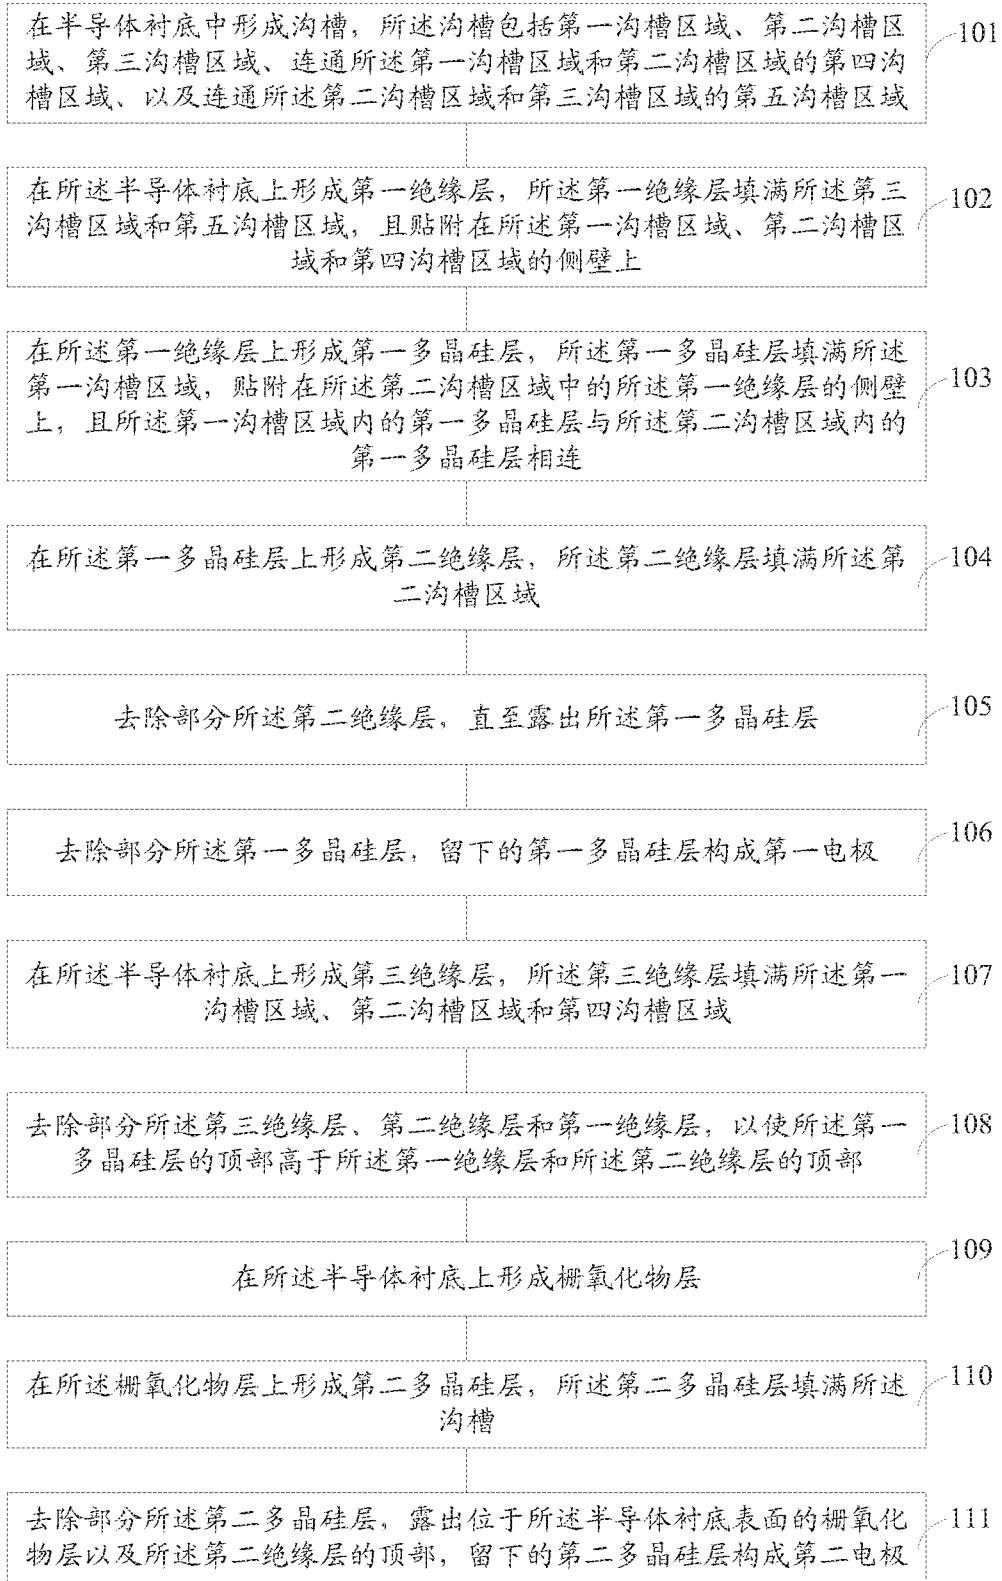 在半导体衬底中形成沟槽，所述沟槽包括第一沟槽区域、第二沟槽区
域、第三沟槽区域、连通所述第一沟槽区域和第二沟槽区域的第四沟
槽区域、以及连通所述第二沟槽区域和第三沟槽区域的第五沟槽区域
101
在所述半导体衬底上形成第一绝缘层，所述第一绝缘层填满所述第三
沟槽区域和第五沟槽区域，且贴附在所述第一沟槽区域、第二沟槽区
域和第四沟槽区域的侧壁上
102
在所述第一绝缘层上形成第一多晶硅层，所述第一多晶硅层填满所述
第一沟槽区域，贴附在所述第二沟槽区域中的所述第一绝缘层的侧壁
上，且所述第一沟槽区域内的第一多晶硅层与所述第二沟槽区域内的
第一多晶硅层相连
103
在所述第一多晶硅层上形成第二绝缘层，所述第二绝缘层填满所述第
二沟槽区域
104
去除部分所述第二绝缘层，直至露出所述第一多晶硅层
105
去除部分所述第一多晶硅层，留下的第一多晶硅层构成第一电极
106
在所述半导体衬底上形成第三绝缘层，所述第三绝缘层填满所述第一
沟槽区域、第二沟槽区域和第四沟槽区域
107
去除部分所述第三绝缘层、第二绝缘层和第一绝缘层，以使所述第一
多晶硅层的顶部高于所述第一绝缘层和所述第二绝缘层的顶部
108
在所述半导体衬底上形成栅氧化物层
109
在所述栅氧化物层上形成第二多晶硅层，所述第二多晶硅层填满所述
沟槽
110
去除部分所述第二多晶硅层，露出位于所述半导体衬底表面的栅氧化
物层以及所述第二绝缘层的顶部，留下的第二多晶硅层构成第二电极
111